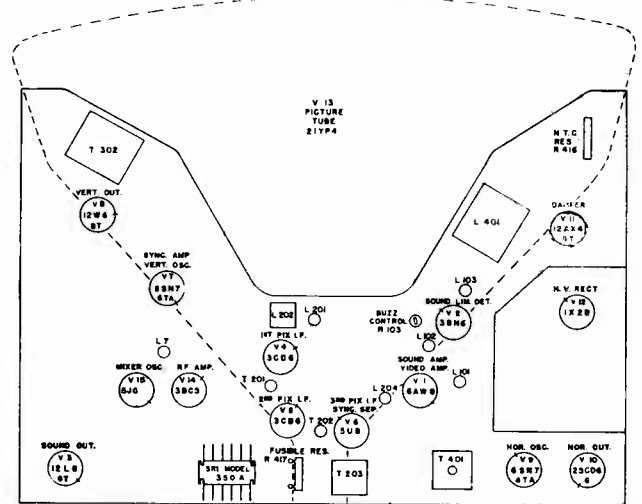 V 13
PICTURE
TUBE
21YP4
T 302
N.T.C
RES.
R 416
VERT. OUT.
V 8
12W6
GT
L 401
DAMPER
V 11
12AX4
GT
SYNC. AMP
VERT. OSC.
V 7
6SN7
GTA
L 103
SOUND LIM. DET.
V 2
3BN6
BUZZ
CONTROL
R 103
H.V. RECT
V 12
1X2B
L 202
L 201
1ST PIX I.F.
V 4
3CB6
L 102
L 7
SOUND AMP.
VIDEO AMP.
V 1
6AW8
L 101
MIXER OSC.
V 15
5J6
RF AMP.
V 14
3BC5
T 201
2ND PIX I.F.
V 5
3CB6
T 202
3RD PIX I.F
SYNC. SEP.
V 6
5U8
L 204
SOUND OUT.
V 3
12L6
GT
SR1 MODEL
350 A
FUSIBLE RES.
R 417
T 203
T 401
HOR. OSC.
V 9
6SN7
GTA
HOR. OUT.
V 10
25CD6
G